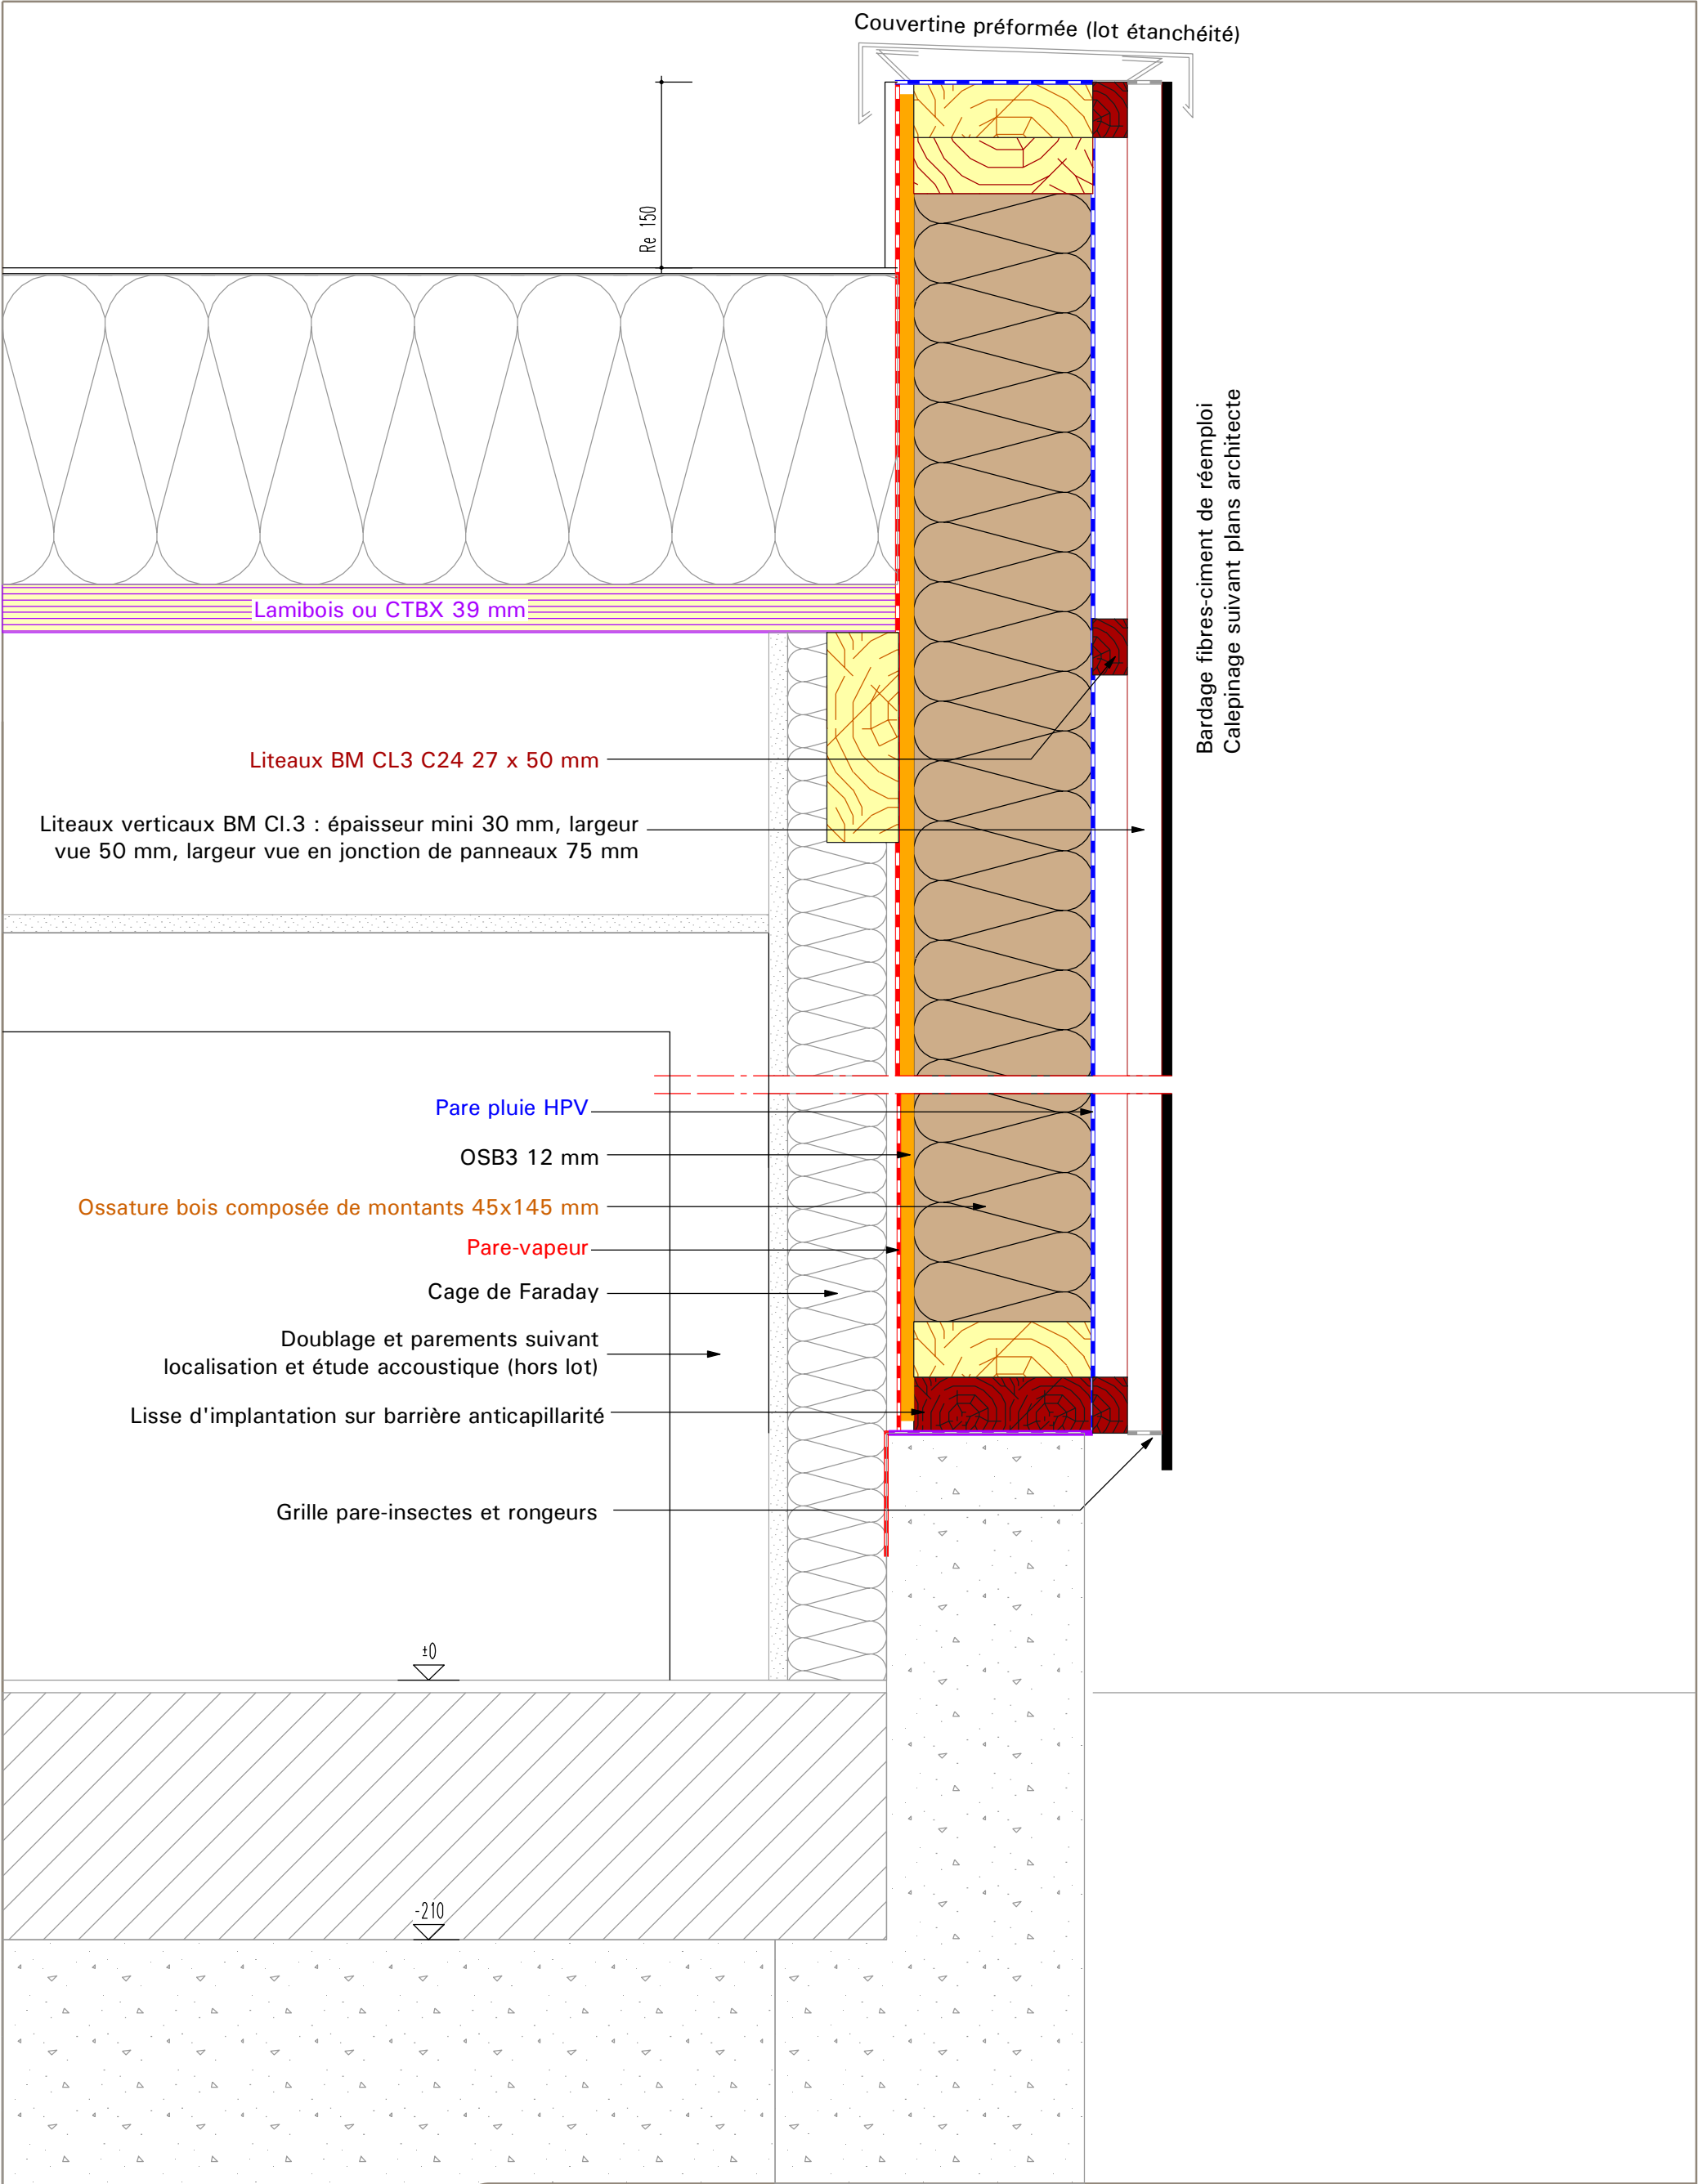 Couvertine préformée (lot étanchéité)
Re 150
Lamibois ou CTBX 39 mm
Bardage fibres-ciment de réemploi
Calepinage suivant plans architecte
Liteaux BM CL3 C24 27 x 50 mm
Liteaux verticaux BM Cl.3 : épaisseur mini 30 mm, largeur
vue 50 mm, largeur vue en jonction de panneaux 75 mm
Pare pluie HPV
OSB3 12 mm
Ossature bois composée de montants 45x145 mm
Pare-vapeur
Cage de Faraday
Doublage et parements suivant
localisation et étude accoustique (hors lot)
Lisse d'implantation sur barrière anticapillarité
Grille pare-insectes et rongeurs
±0
-210